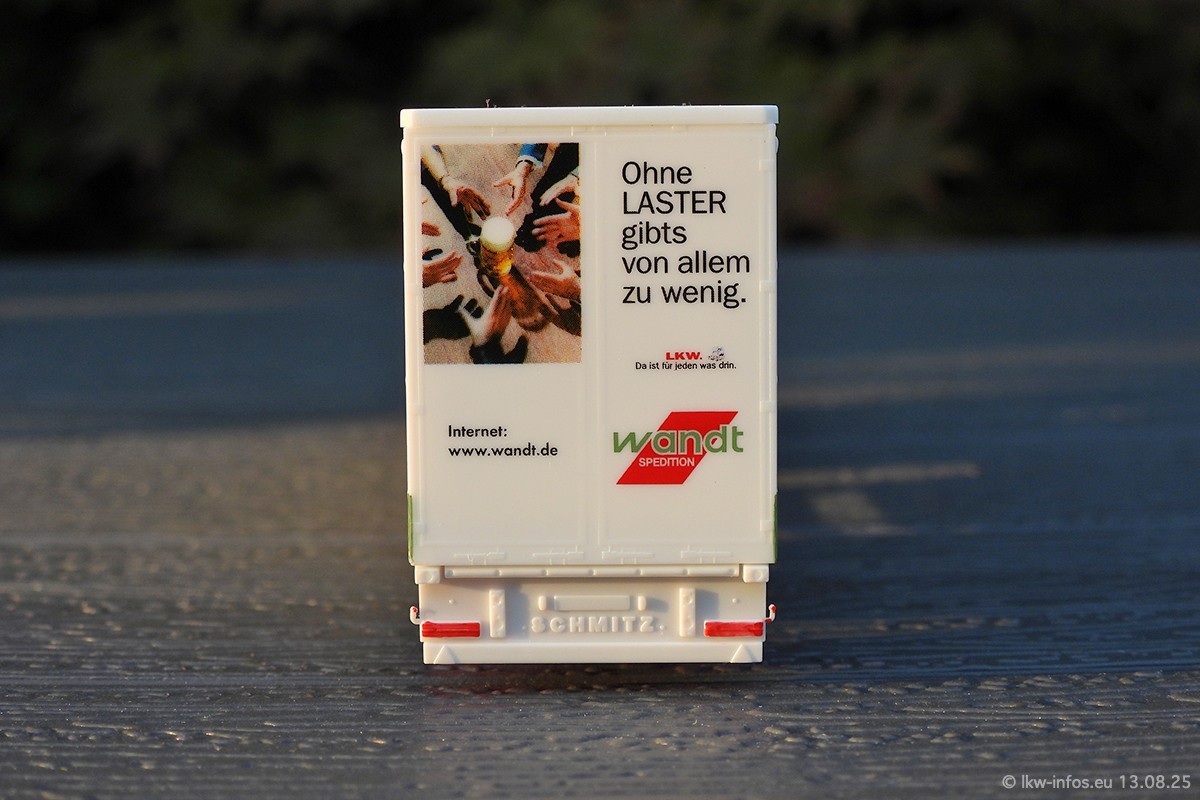 Ohne
LASTER
gibts
von allem
zu wenig.
LKW.
Da ist für jeden was drin.
Internet:
www.wandt.de
wandt
SPEDITION
SCHMITZ
© lkw-infos.eu 13.08.25